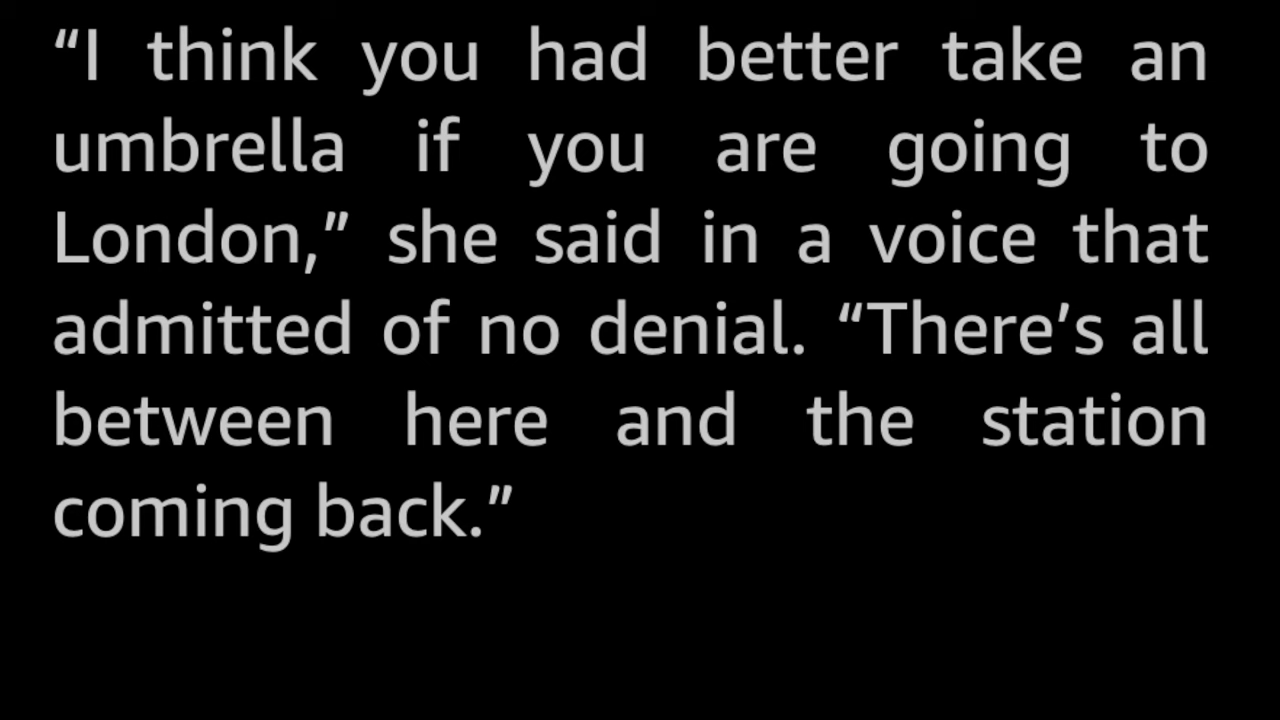 “I think you had better take an
umbrella if you are going to
London,” she said in a voice that
admitted of no denial. “There’s all
between here and the station
coming back.”